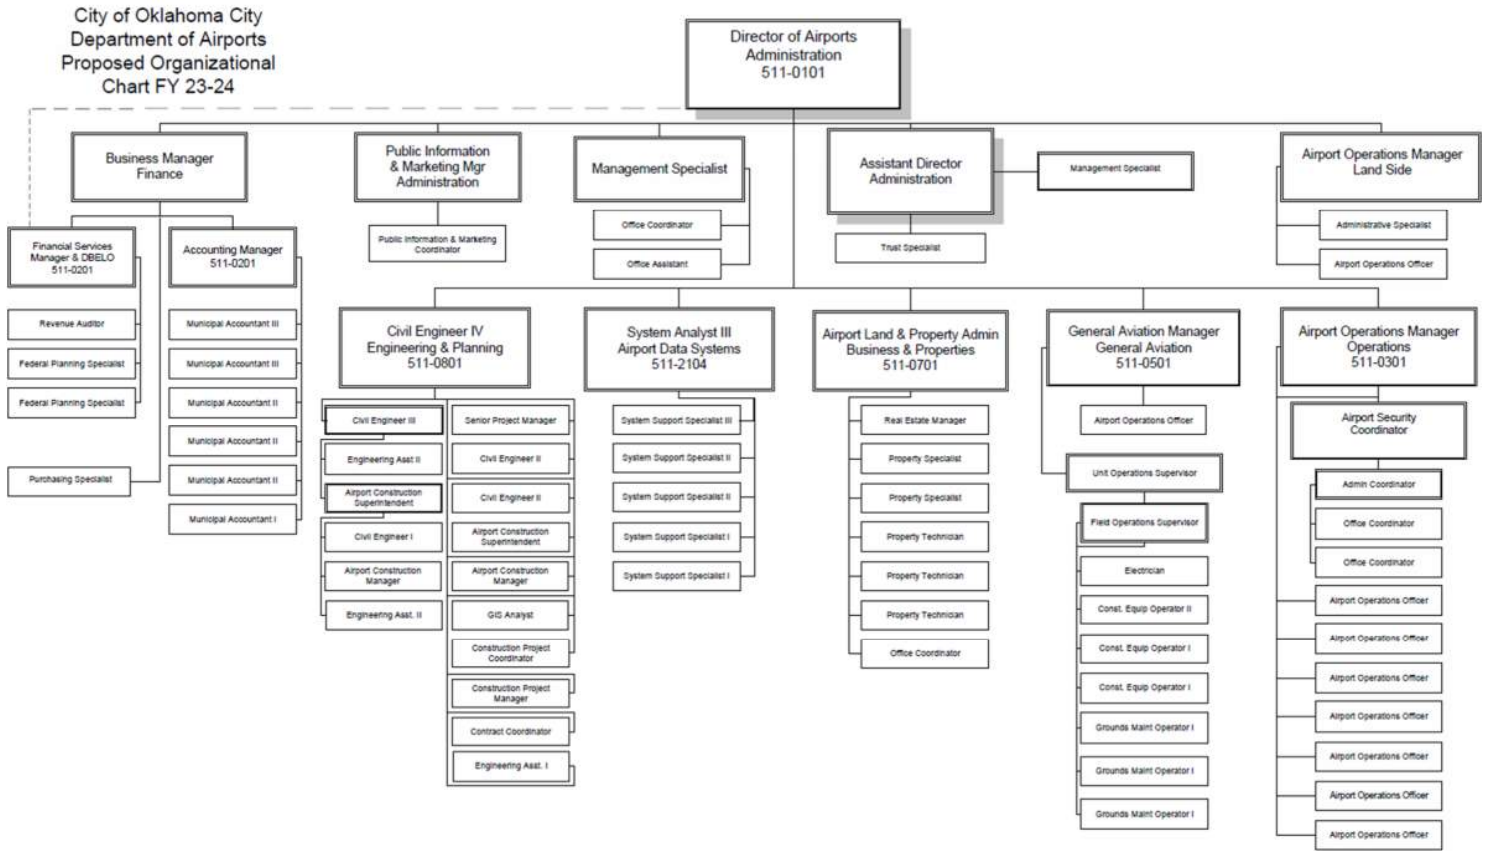 City of Oklahoma City
Department of Airports
Proposed Organizational
Chart FY 23-24
Director of Airports
Administration
511-0101
Business Manager
Finance
Public Information
& Marketing Mgr
Administration
Management Specialist
Assistant Director
Administration
Management Specialist
Airport Operations Manager
Land Side
Financial Services
Manager & DBELO
511-0201
Accounting Manager
511-0201
Public Information & Marketing
Coordinator
Office Coordinator
Office Assistant
Trust Specialist
Administrative Specialist
Airport Operations Officer
Revenue Auditor
Federal Planning Specialist
Federal Planning Specialist
Purchasing Specialist
Municipal Accountant III
Municipal Accountant III
Municipal Accountant II
Municipal Accountant II
Municipal Accountant II
Municipal Accountant I
Civil Engineer IV
Engineering & Planning
511-0801
System Analyst III
Airport Data Systems
511-2104
Airport Land & Property Admin
Business & Properties
511-0701
General Aviation Manager
General Aviation
511-0501
Airport Operations Manager
Operations
511-0301
Civil Engineer III
Engineering Asst II
Airport Construction
Superintendent
Civil Engineer I
Airport Construction
Manager
Engineering Asst. II
Senior Project Manager
Civil Engineer II
Civil Engineer II
Airport Construction
Superintendent
Airport Construction
Manager
GIS Analyst
Construction Project
Coordinator
Construction Project
Manager
Contract Coordinator
Engineering Asst. I
System Support Specialist III
System Support Specialist II
System Support Specialist II
System Support Specialist I
System Support Specialist I
Real Estate Manager
Property Specialist
Property Specialist
Property Technician
Property Technician
Property Technician
Office Coordinator
Airport Operations Officer
Unit Operations Supervisor
Field Operations Supervisor
Electrician
Const. Equip Operator II
Const. Equip Operator I
Const. Equip Operator I
Grounds Maint Operator I
Grounds Maint Operator I
Grounds Maint Operator I
Airport Security
Coordinator
Admin Coordinator
Office Coordinator
Office Coordinator
Airport Operations Officer
Airport Operations Officer
Airport Operations Officer
Airport Operations Officer
Airport Operations Officer
Airport Operations Officer
Airport Operations Officer